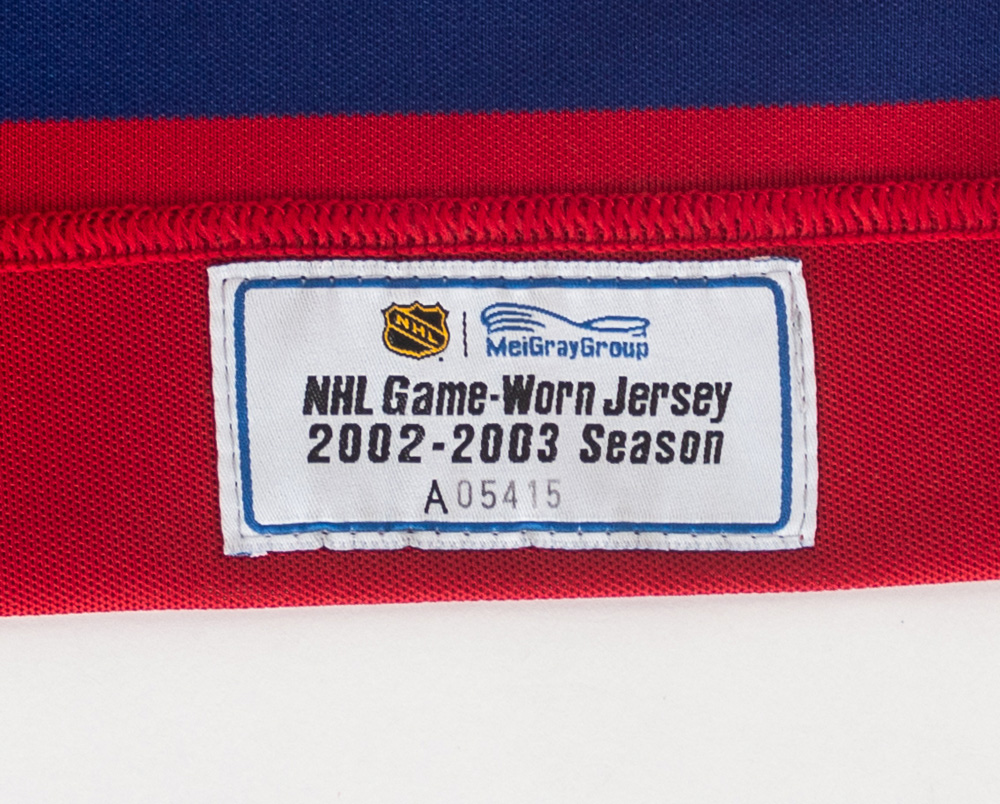 NHL
MeiGrayGroup
NHL Game-Worn Jersey
2002-2003 Season
A05415